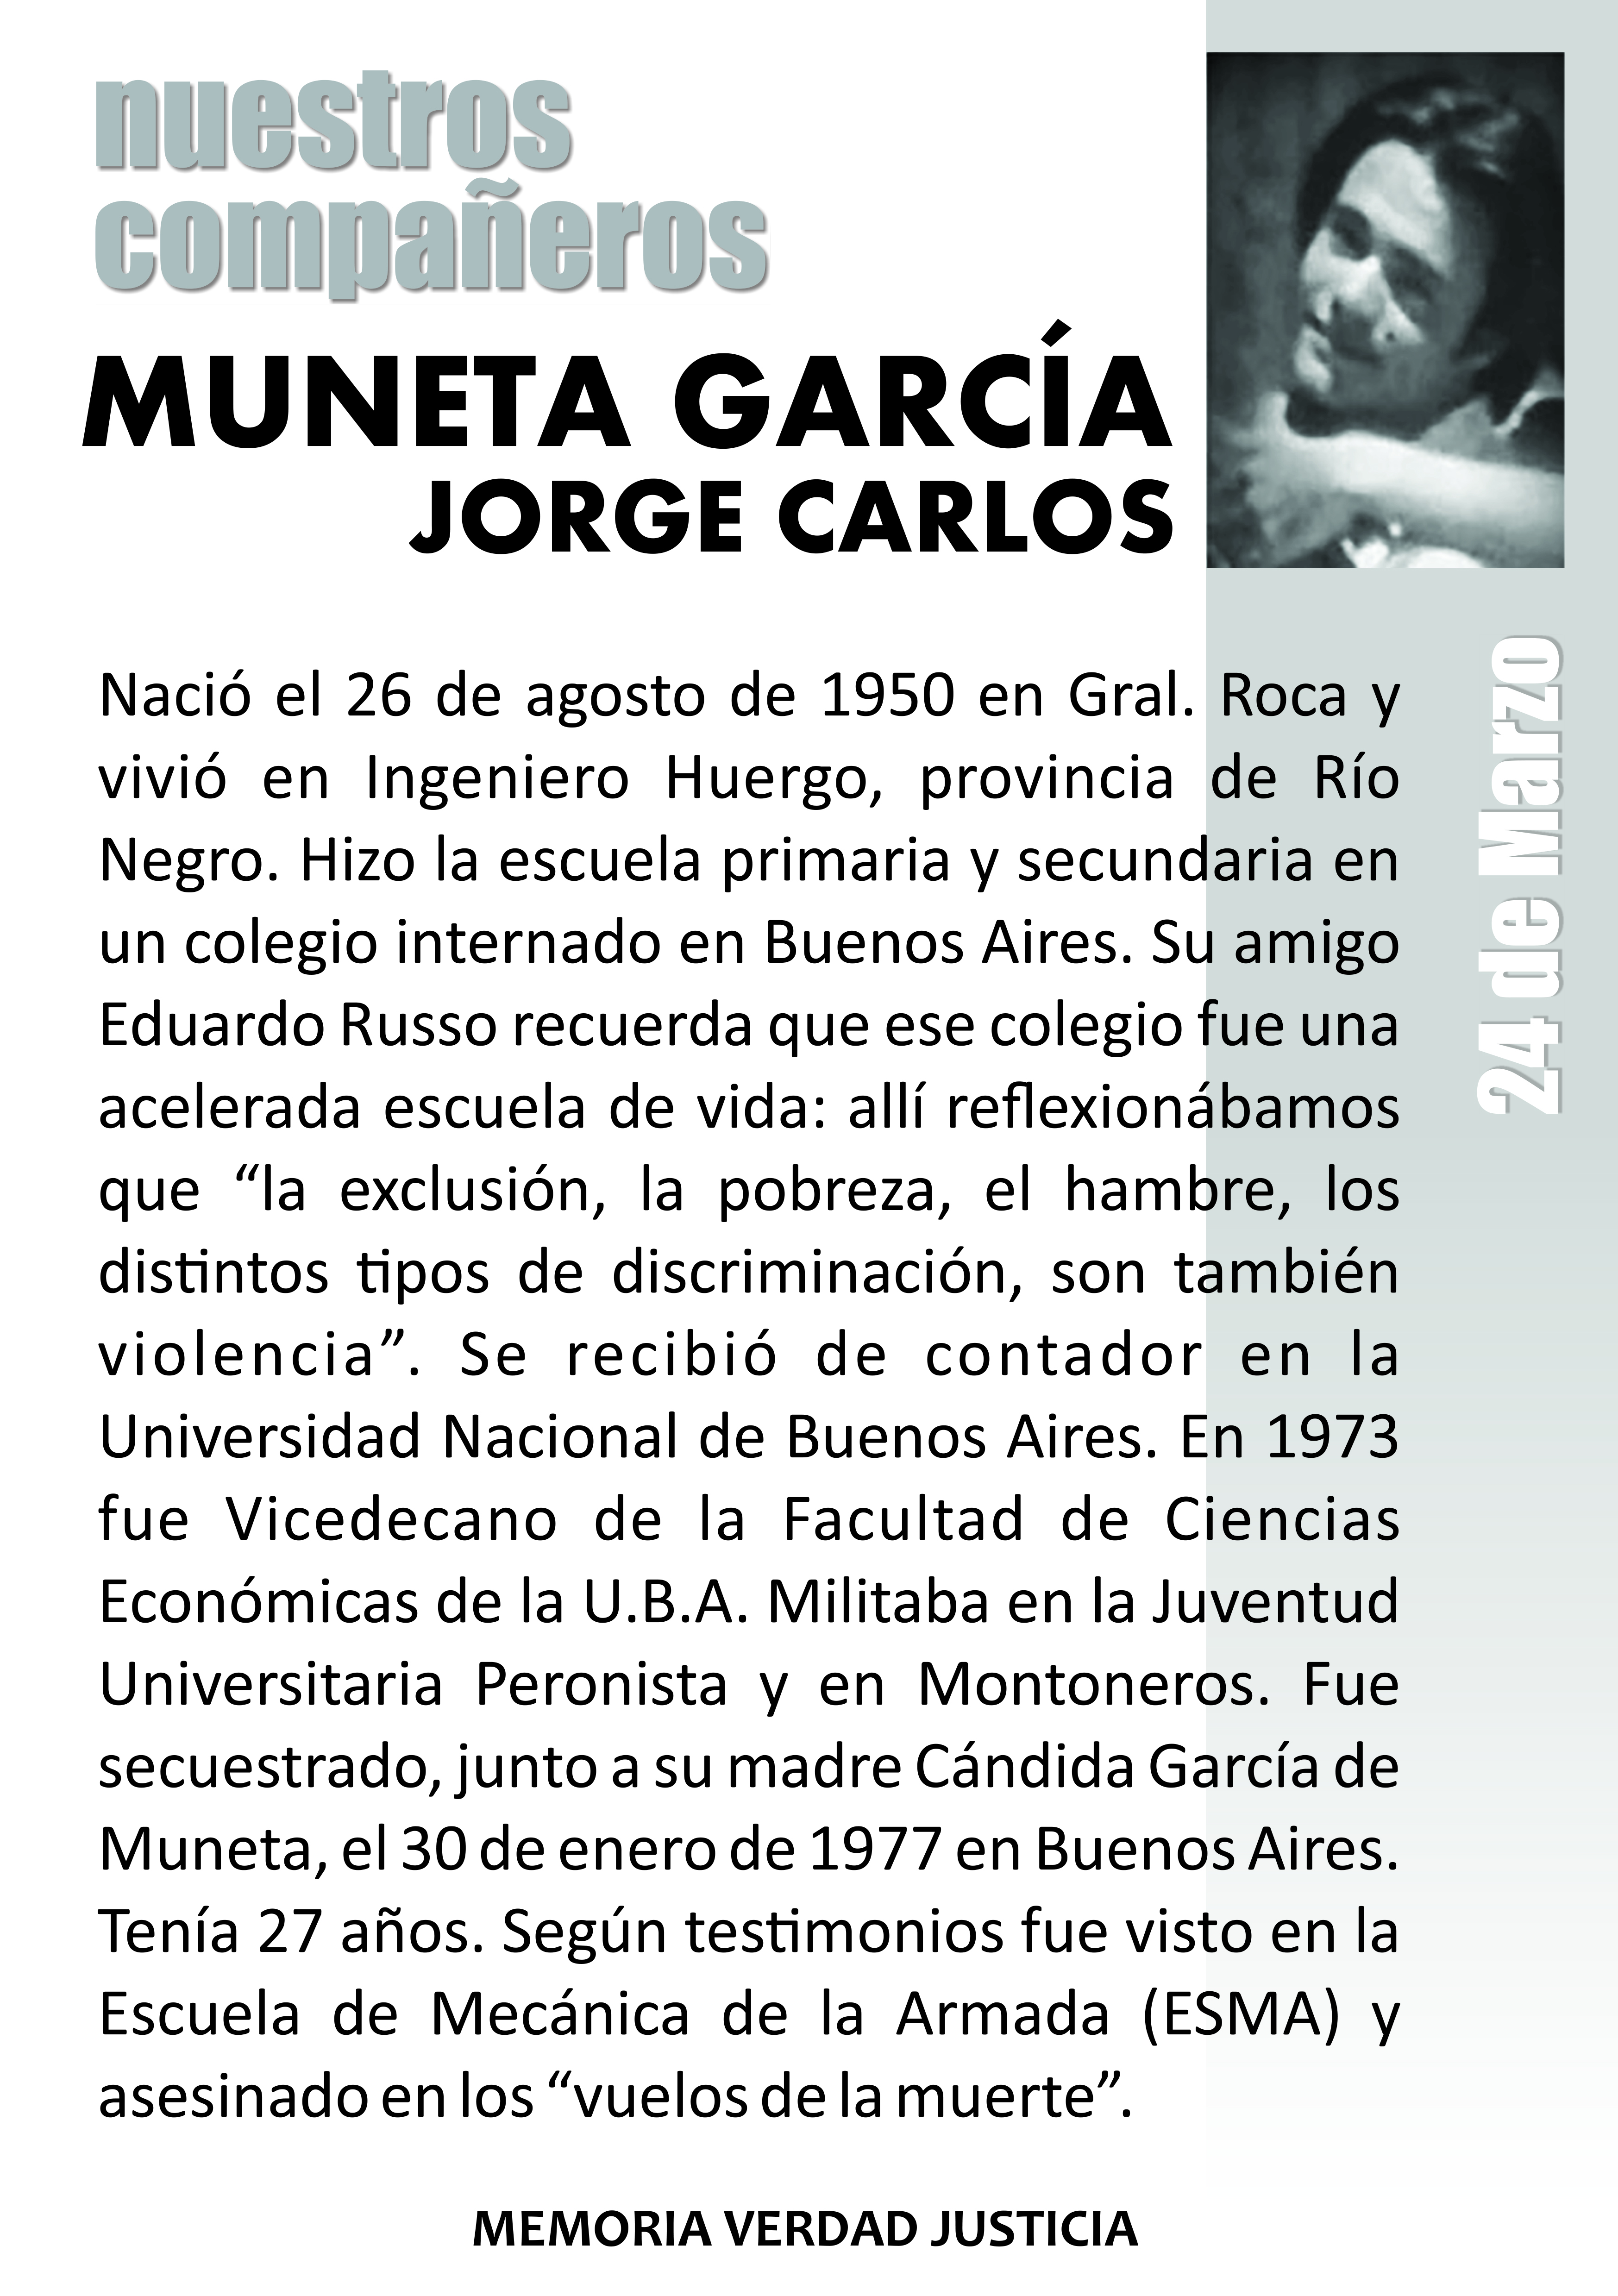 nuestros
compañeros
MUNETA GARCÍA
JORGE CARLOS
24 de Marzo
Nació el 26 de agosto de 1950 en Gral. Roca y
vivió en Ingeniero Huergo, provincia de Río
Negro. Hizo la escuela primaria y secundaria en
un colegio internado en Buenos Aires. Su amigo
Eduardo Russo recuerda que ese colegio fue una
acelerada escuela de vida: allí reflexionábamos
que “la exclusión, la pobreza, el hambre, los
distintos tipos de discriminación, son también
violencia”. Se recibió de contador en la
Universidad Nacional de Buenos Aires. En 1973
fue Vicedecano de la Facultad de Ciencias
Económicas de la U.B.A. Militaba en la Juventud
Universitaria Peronista y en Montoneros. Fue
secuestrado, junto a su madre Cándida García de
Muneta, el 30 de enero de 1977 en Buenos Aires.
Tenía 27 años. Según testimonios fue visto en la
Escuela de Mecánica de la Armada (ESMA) y
asesinado en los “vuelos de la muerte”.
MEMORIA VERDAD JUSTICIA